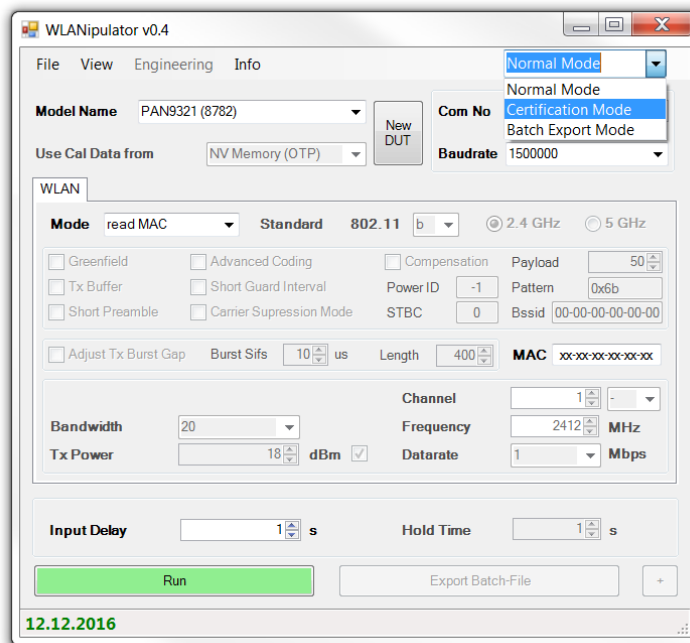 WLANipulator v0.4
File View Engineering Info
Normal Mode
Normal Mode
Certification Mode
Batch Export Mode
Model Name PAN9321 (8782)
New DUT
Com No
Use Cal Data from NV Memory (OTP)
Baudrate 1500000
WLAN
Mode read MAC Standard 802.11 b 2.4 GHz 5 GHz
Greenfield Advanced Coding Compensation Payload 50
Tx Buffer Short Guard Interval Power ID -1 Pattern 0x6b
Short Preamble Carrier Supression Mode STBC 0 Bssid 00-00-00-00-00-00
Adjust Tx Burst Gap Burst Sifs 10 us Length 400 MAC xx-xx-xx-xx-xx-xx
Channel 1 -
Bandwidth 20 Frequency 2412 MHz
Tx Power 18 dBm Datarate 1 Mbps
Input Delay 1 s Hold Time 1 s
Run Export Batch-File +
12.12.2016